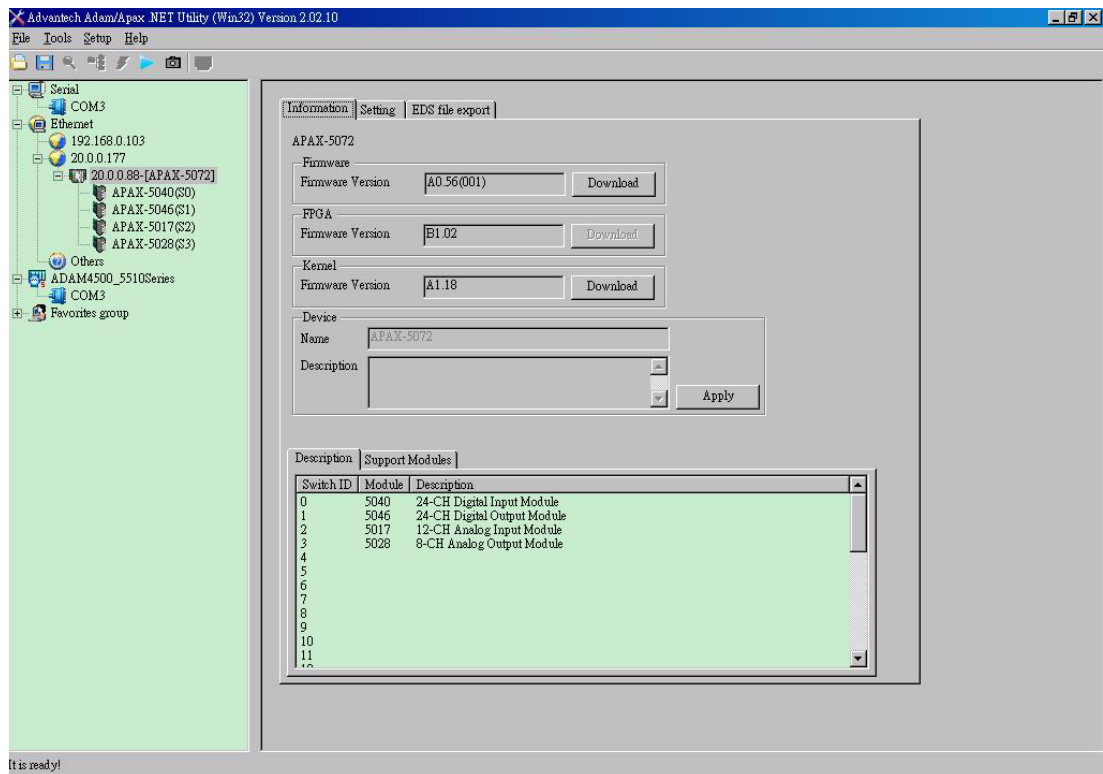 Advantech Adam/Apax .NET Utility (Win32) Version 2.02.10
File Tools Setup Help
Serial
COM3
Ethernet
192.168.0.103
20.0.0.177
20.0.0.88-[APAX-5072]
APAX-5040(S0)
APAX-5046(S1)
APAX-5017(S2)
APAX-5028(S3)
Others
ADAM4500_5510Series
COM3
Favorites group
Information Setting EDS file export
APAX-5072
Firmware
Firmware Version A0.56(001) Download
FPGA
Firmware Version B1.02 Download
Kernel
Firmware Version A1.18 Download
Device
Name APAX-5072
Description
Apply
Description Support Modules
Switch ID Module Description
0 5040 24-CH Digital Input Module
1 5046 24-CH Digital Output Module
2 5017 12-CH Analog Input Module
3 5028 8-CH Analog Output Module
4
5
6
7
8
9
10
11
It is ready!